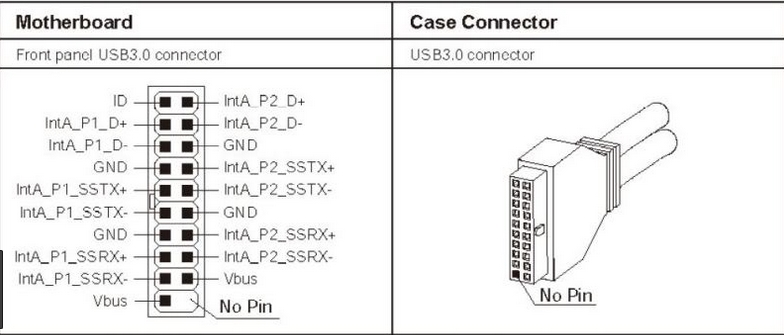 Motherboard Case Connector
Front panel USB3.0 connector USB3.0 connector
ID IntA_P2_D+
IntA_P1_D+ IntA_P2_D-
IntA_P1_D- GND
GND IntA_P2_SSTX+
IntA_P1_SSTX+ IntA_P2_SSTX-
IntA_P1_SSTX- GND
GND IntA_P2_SSRX+
IntA_P1_SSRX+ IntA_P2_SSRX-
IntA_P1_SSRX- Vbus
Vbus No Pin
No Pin